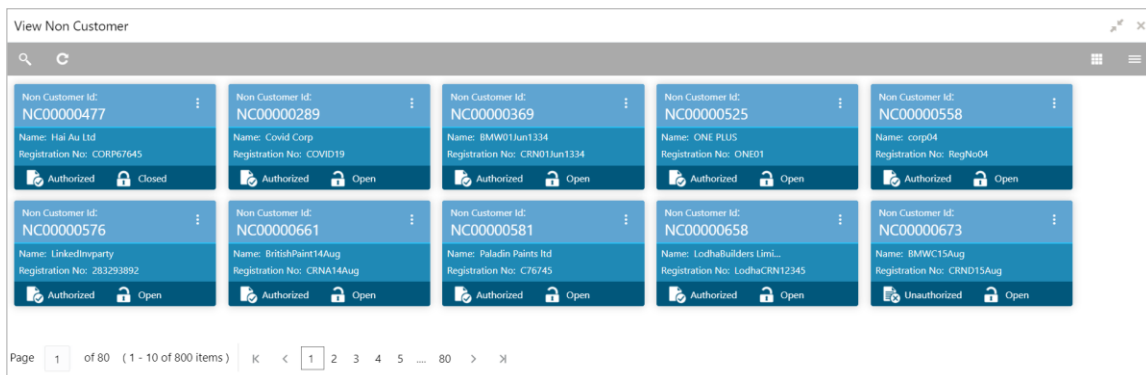 View Non Customer
Non Customer Id:
NC00000477
Name: Hai Au Ltd
Registration No: CORP67645
Authorized Closed
Non Customer Id:
NC00000289
Name: Covid Corp
Registration No: COVID19
Authorized Open
Non Customer Id:
NC00000369
Name: BMW01Jun1334
Registration No: CRN01Jun1334
Authorized Open
Non Customer Id:
NC00000525
Name: ONE PLUS
Registration No: ONE01
Authorized Open
Non Customer Id:
NC00000558
Name: corp04
Registration No: RegNo04
Authorized Open
Non Customer Id:
NC00000576
Name: LinkedInvparty
Registration No: 283293892
Authorized Open
Non Customer Id:
NC00000661
Name: BritishPaint14Aug
Registration No: CRNA14Aug
Authorized Open
Non Customer Id:
NC00000581
Name: Paladin Paints ltd
Registration No: C76745
Authorized Open
Non Customer Id:
NC00000658
Name: LodhaBuilders Limi...
Registration No: LodhaCRN12345
Authorized Open
Non Customer Id:
NC00000673
Name: BMWC15Aug
Registration No: CRND15Aug
Unauthorized Open
Page 1 of 80 ( 1 - 10 of 800 items ) 1 2 3 4 5 .... 80